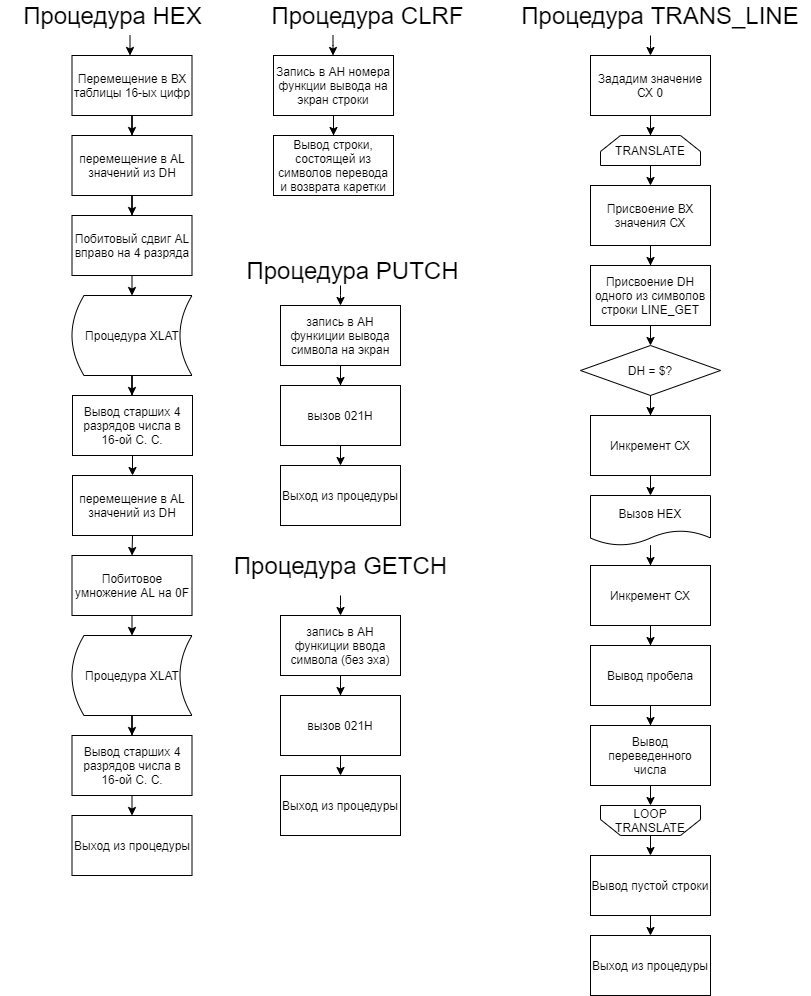 Процедура HEX
Перемещение в BX
таблицы 16-ых цифр
перемещение в AL
значений из DH
Побитовый сдвиг AL
вправо на 4 разряда
Процедура XLAT
Вывод старших 4
разрядов числа в
16-ой С. С.
перемещение в AL
значений из DH
Побитовое
умножение AL на 0F
Процедура XLAT
Вывод старших 4
разрядов числа в
16-ой С. С.
Выход из процедуры
Процедура CLRF
Запись в AH номера
функции вывода на
экран строки
Вывод строки,
состоящей из
символов перевода
и возврата каретки
Процедура PUTCH
запись в AH
функиции вывода
символа на экран
вызов 021H
Выход из процедуры
Процедура GETCH
запись в AH
функиции ввода
символа (без эха)
вызов 021H
Выход из процедуры
Процедура TRANS_LINE
Зададим значение
CX 0
TRANSLATE
Присвоение BX
значения CX
Присвоение DH
одного из символов
строки LINE_GET
DH = $?
Инкремент CX
Вызов HEX
Инкремент CX
Вывод пробела
Вывод
переведенного
числа
LOOP
TRANSLATE
Вывод пустой строки
Выход из процедуры